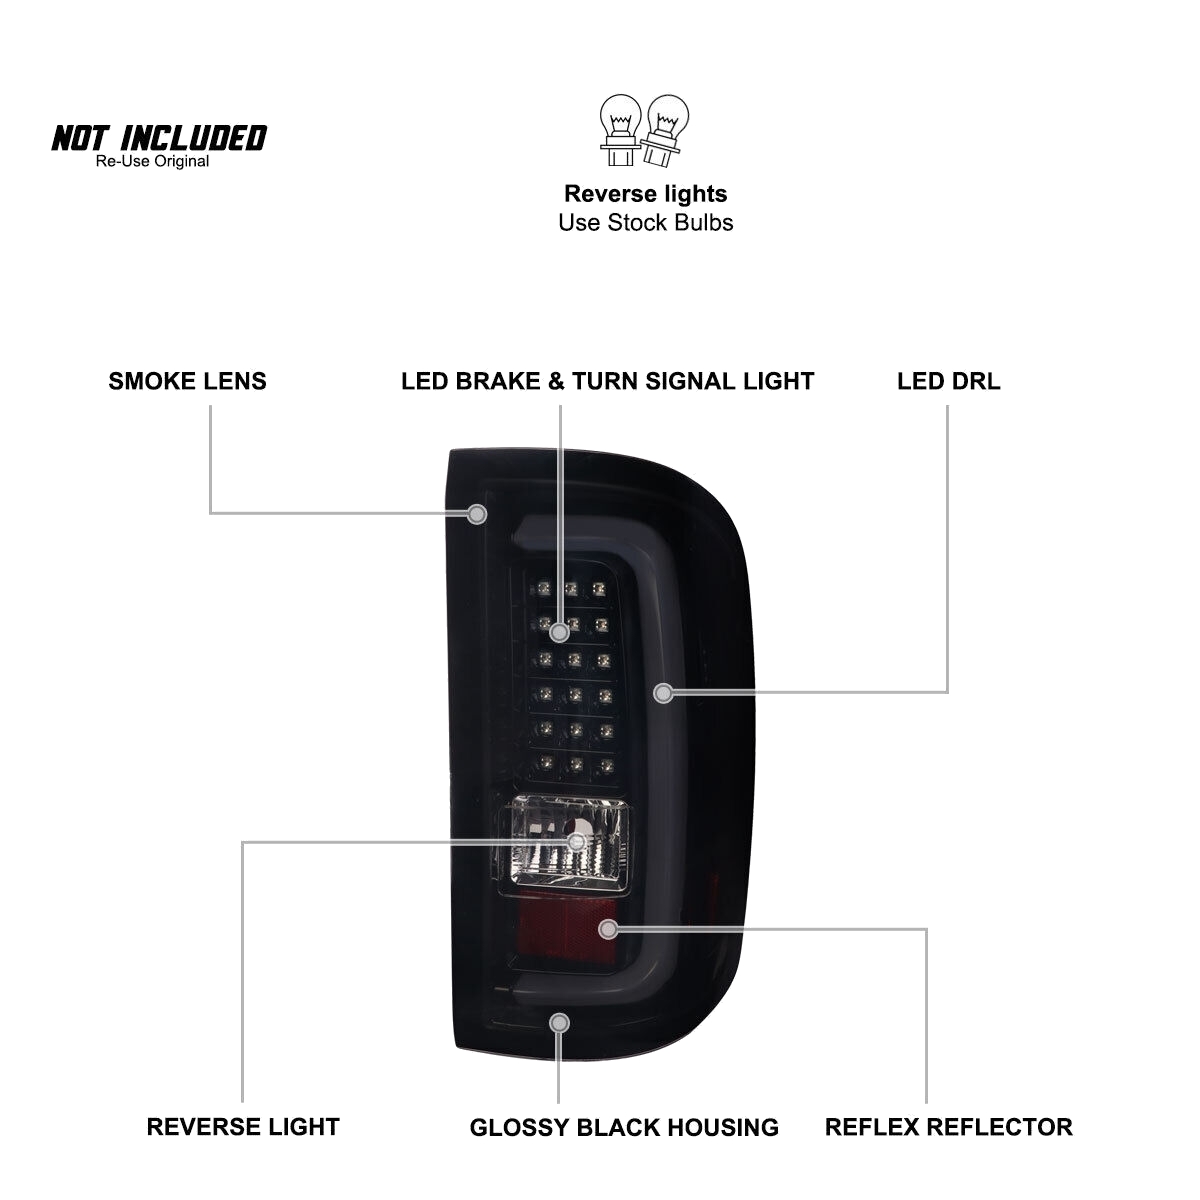 NOT INCLUDED
Re-Use Original
Reverse lights
Use Stock Bulbs
SMOKE LENS
LED BRAKE & TURN SIGNAL LIGHT
LED DRL
REVERSE LIGHT
GLOSSY BLACK HOUSING
REFLEX REFLECTOR